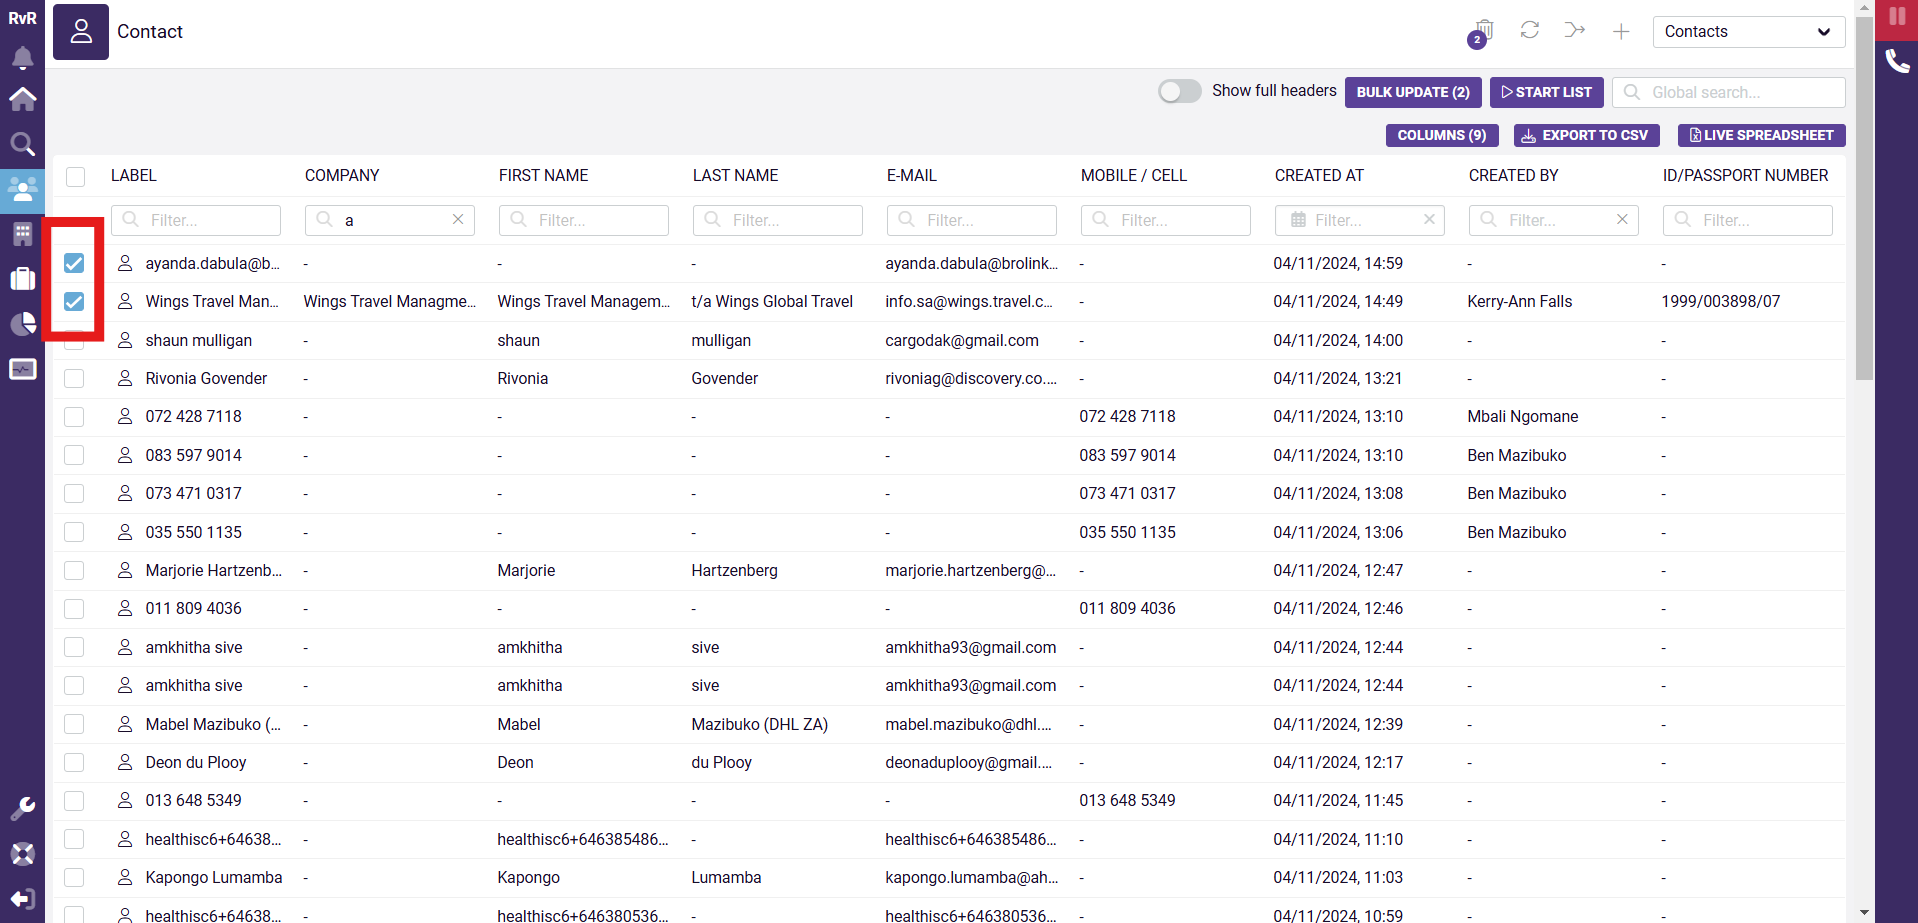 RvR
Contact
2
Contacts
Show full headers
BULK UPDATE (2)
START LIST
Global search...
COLUMNS (9)
EXPORT TO CSV
LIVE SPREADSHEET
LABEL COMPANY FIRST NAME LAST NAME E-MAIL MOBILE / CELL CREATED AT CREATED BY ID/PASSPORT NUMBER
Filter... a Filter... Filter... Filter... Filter... Filter... Filter... Filter...
ayanda.dabula@b... - - - ayanda.dabula@brolink... - 04/11/2024, 14:59 - -
Wings Travel Man... Wings Travel Managme... Wings Travel Managem... t/a Wings Global Travel info.sa@wings.travel.c... - 04/11/2024, 14:49 Kerry-Ann Falls 1999/003898/07
shaun mulligan - shaun mulligan cargodak@gmail.com - 04/11/2024, 14:00 - -
Rivonia Govender - Rivonia Govender rivoniag@discovery.co.... - 04/11/2024, 13:21 - -
072 428 7118 - - - - 072 428 7118 04/11/2024, 13:10 Mbali Ngomane -
083 597 9014 - - - - 083 597 9014 04/11/2024, 13:10 Ben Mazibuko -
073 471 0317 - - - - 073 471 0317 04/11/2024, 13:08 Ben Mazibuko -
035 550 1135 - - - - 035 550 1135 04/11/2024, 13:06 Ben Mazibuko -
Marjorie Hartzenb... - Marjorie Hartzenberg marjorie.hartzenberg@... - 04/11/2024, 12:47 - -
011 809 4036 - - - - 011 809 4036 04/11/2024, 12:46 - -
amkhitha sive - amkhitha sive amkhitha93@gmail.com - 04/11/2024, 12:44 - -
amkhitha sive - amkhitha sive amkhitha93@gmail.com - 04/11/2024, 12:44 - -
Mabel Mazibuko (... - Mabel Mazibuko (DHL ZA) mabel.mazibuko@dhl.... - 04/11/2024, 12:39 - -
Deon du Plooy - Deon du Plooy deonaduplooy@gmail.... - 04/11/2024, 12:17 - -
013 648 5349 - - - - 013 648 5349 04/11/2024, 11:45 - -
healthisc6+64638... - healthisc6+646385486... - healthisc6+646385486... - 04/11/2024, 11:10 - -
Kapongo Lumamba - Kapongo Lumamba kapongo.lumamba@ah... - 04/11/2024, 11:03 - -
healthisc6+64638... - healthisc6+646380536... - healthisc6+646380536... - 04/11/2024, 10:59 - -